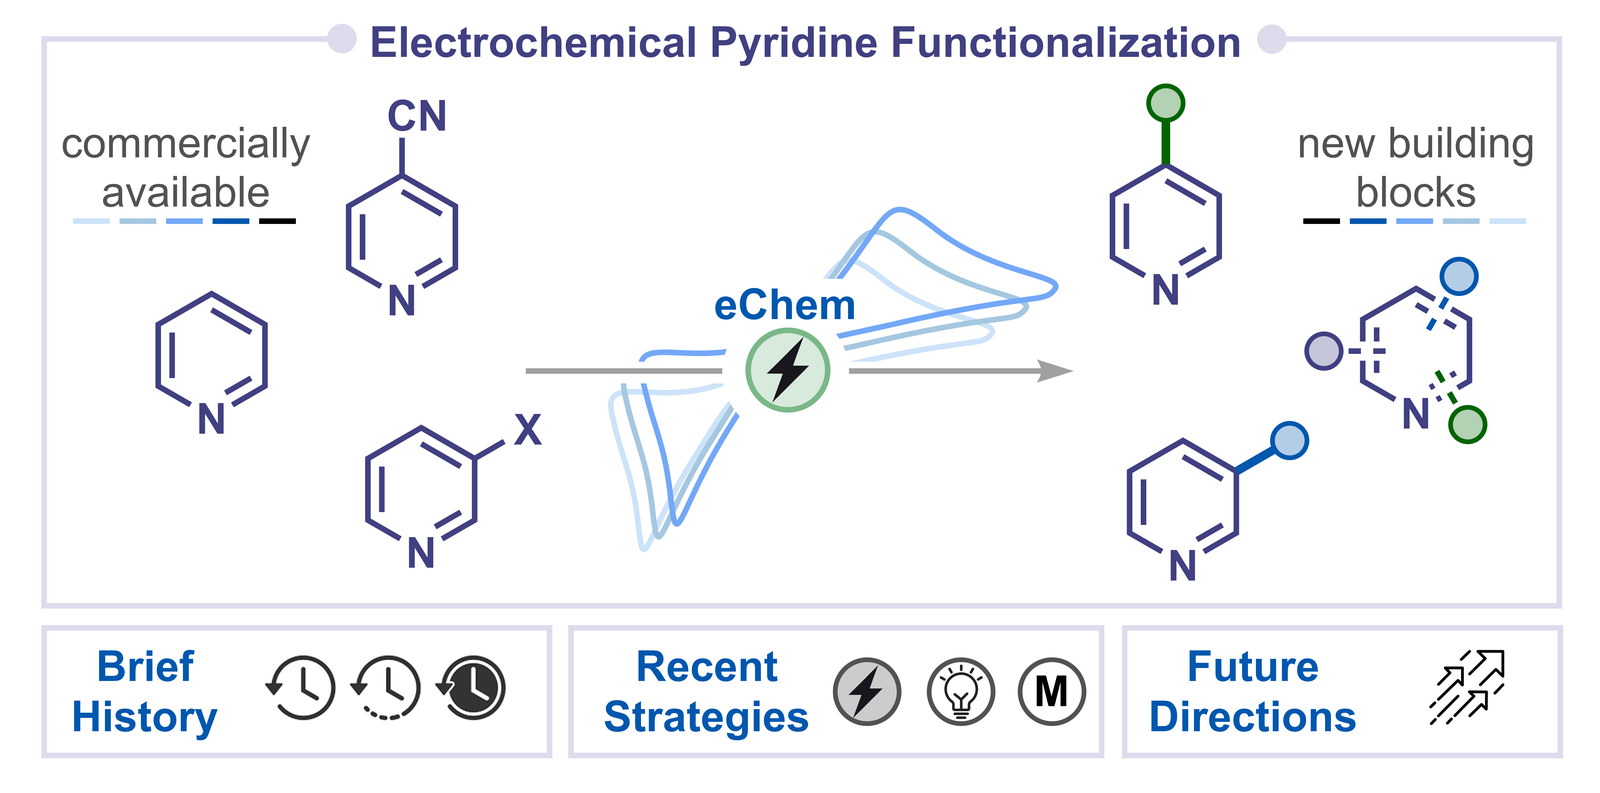 Electrochemical Pyridine Functionalization
commercially
available
CN
N
N
X
N
eChem
N
new building
blocks
N
N
Brief
History
Recent
Strategies
M
Future
Directions